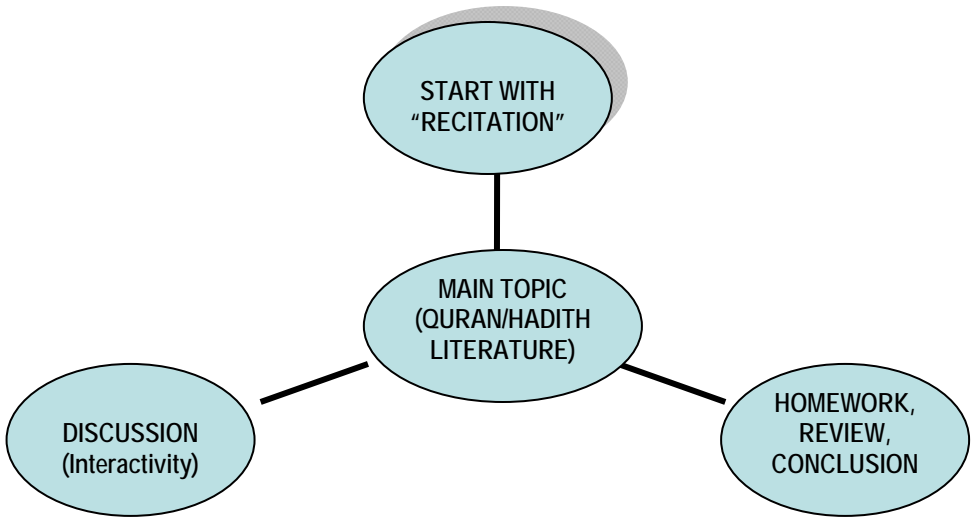 START WITH
“RECITATION”
MAIN TOPIC
(QURAN/HADITH
LITERATURE)
DISCUSSION
(Interactivity)
HOMEWORK,
REVIEW,
CONCLUSION